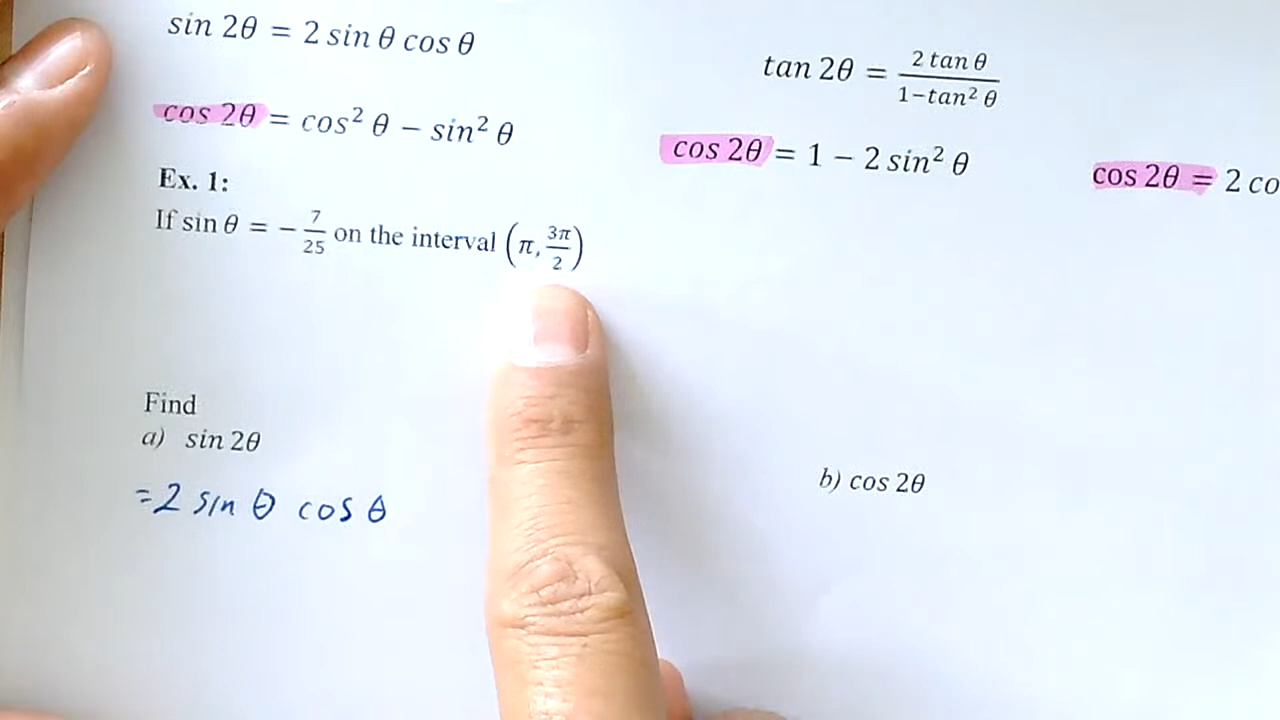 sin 2θ = 2 sin θ cos θ
tan 2θ = 2 tan θ / 1−tan² θ
cos 2θ = cos² θ − sin² θ
cos 2θ = 1 − 2 sin² θ
cos 2θ = 2
Ex. 1:
If sin θ = − 7/25 on the interval (π, 3π/2)
Find
a) sin 2θ
b) cos 2θ
= 2 sin θ cos θ